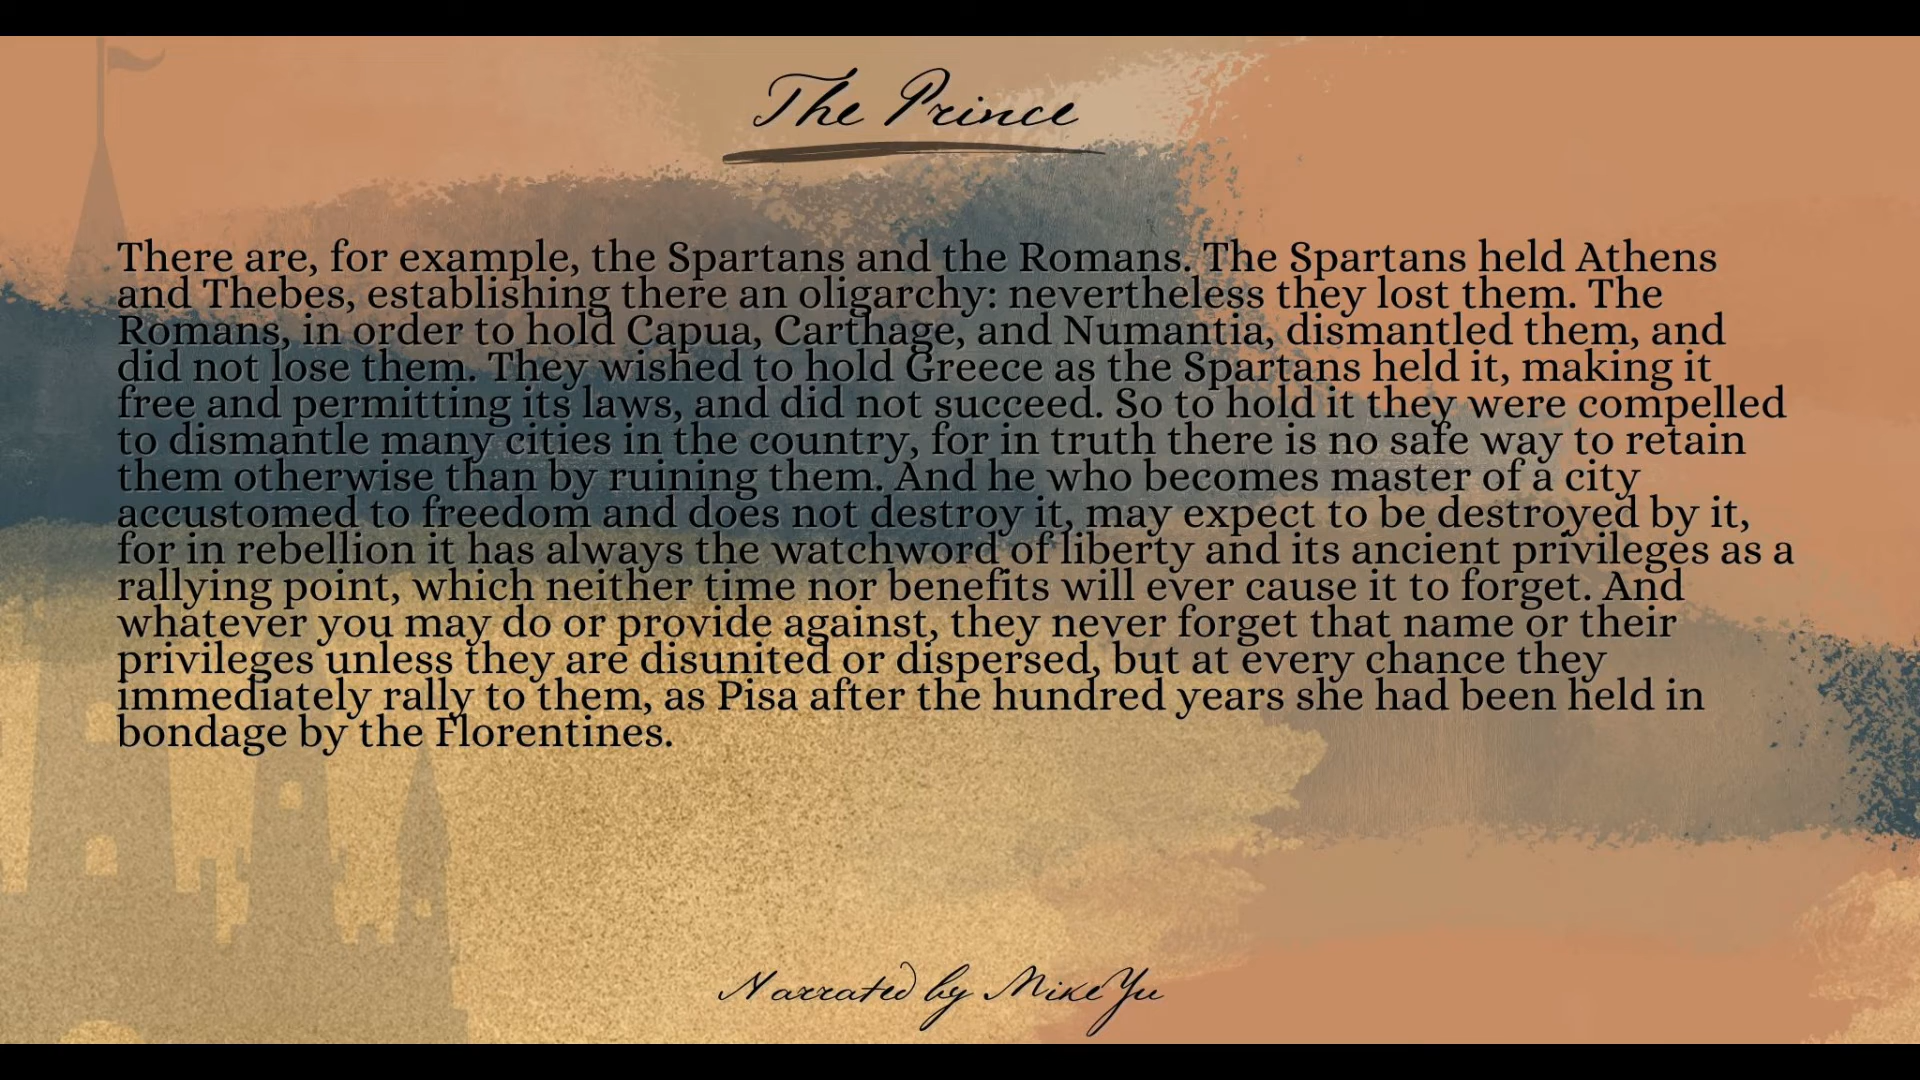 The Prince
There are, for example, the Spartans and the Romans. The Spartans held Athens
and Thebes, establishing there an oligarchy: nevertheless they lost them. The
Romans, in order to hold Capua, Carthage, and Numantia, dismantled them, and
did not lose them. They wished to hold Greece as the Spartans held it, making it
free and permitting its laws, and did not succeed. So to hold it they were compelled
to dismantle many cities in the country, for in truth there is no safe way to retain
them otherwise than by ruining them. And he who becomes master of a city
accustomed to freedom and does not destroy it, may expect to be destroyed by it,
for in rebellion it has always the watchword of liberty and its ancient privileges as a
rallying point, which neither time nor benefits will ever cause it to forget. And
whatever you may do or provide against, they never forget that name or their
privileges unless they are disunited or dispersed, but at every chance they
immediately rally to them, as Pisa after the hundred years she had been held in
bondage by the Florentines.
Narrated by Mike Yu